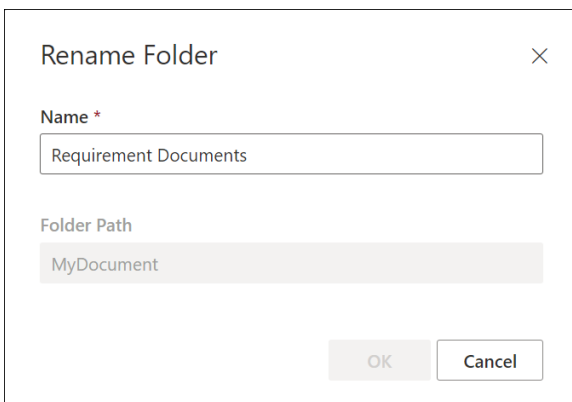 Rename Folder
Name *
Requirement Documents
Folder Path
MyDocument
OK Cancel